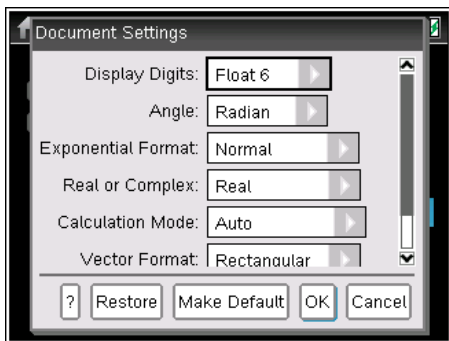 Document Settings
Display Digits: Float 6
Angle: Radian
Exponential Format: Normal
Real or Complex: Real
Calculation Mode: Auto
Vector Format: Rectangular
? Restore Make Default OK Cancel